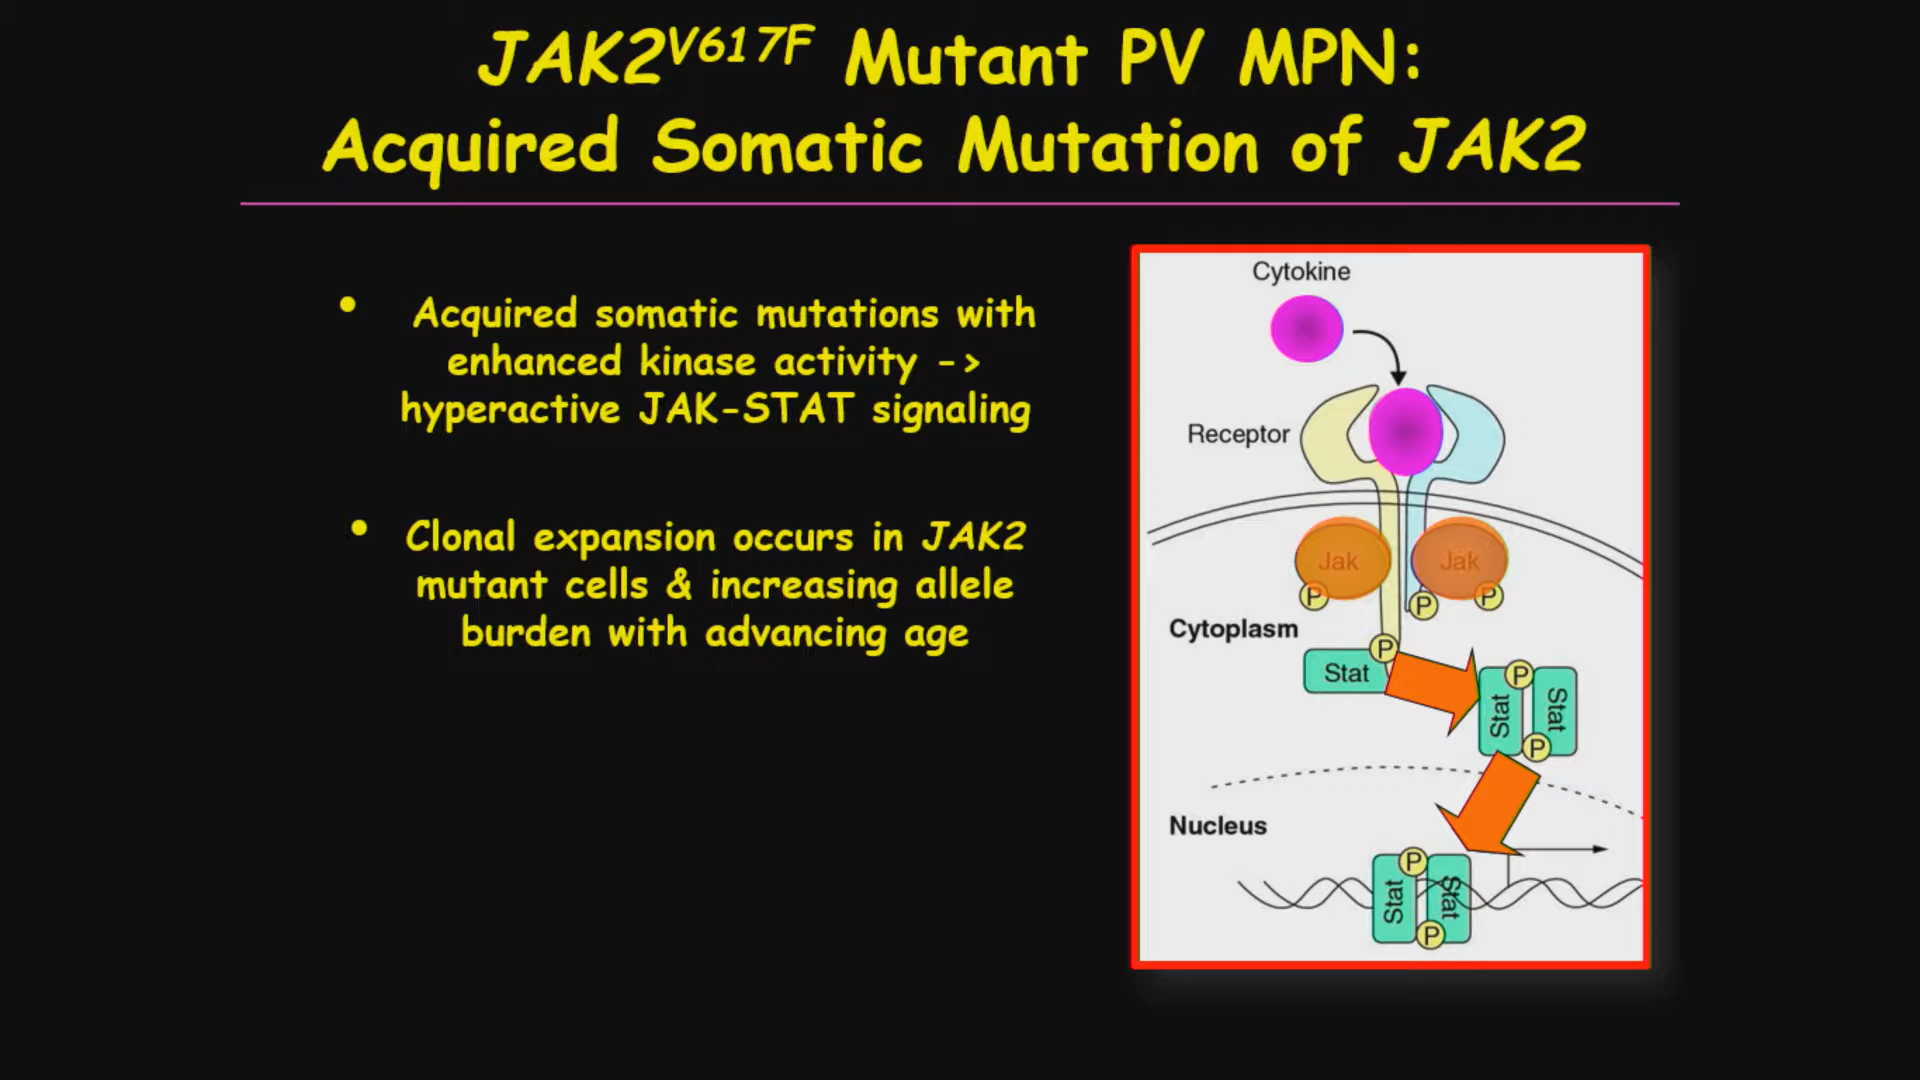 JAK2V617F Mutant PV MPN:
Acquired Somatic Mutation of JAK2
• Acquired somatic mutations with
enhanced kinase activity ->
hyperactive JAK-STAT signaling
• Clonal expansion occurs in JAK2
mutant cells & increasing allele
burden with advancing age
Cytokine
Receptor
Jak Jak
P P P
Cytoplasm
P
Stat
P
Stat Stat
P
Nucleus
P
Stat Stat
P